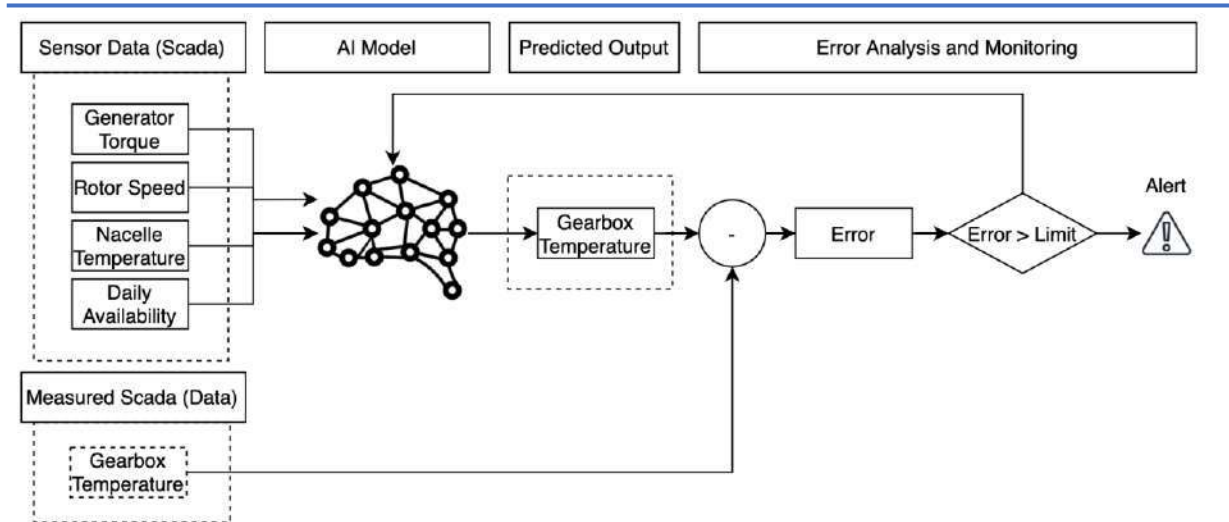 Sensor Data (Scada)
AI Model
Predicted Output
Error Analysis and Monitoring
Generator
Torque
Rotor Speed
Nacelle
Temperature
Daily
Availability
Gearbox
Temperature
-
Error
Error > Limit
Alert
Measured Scada (Data)
Gearbox
Temperature